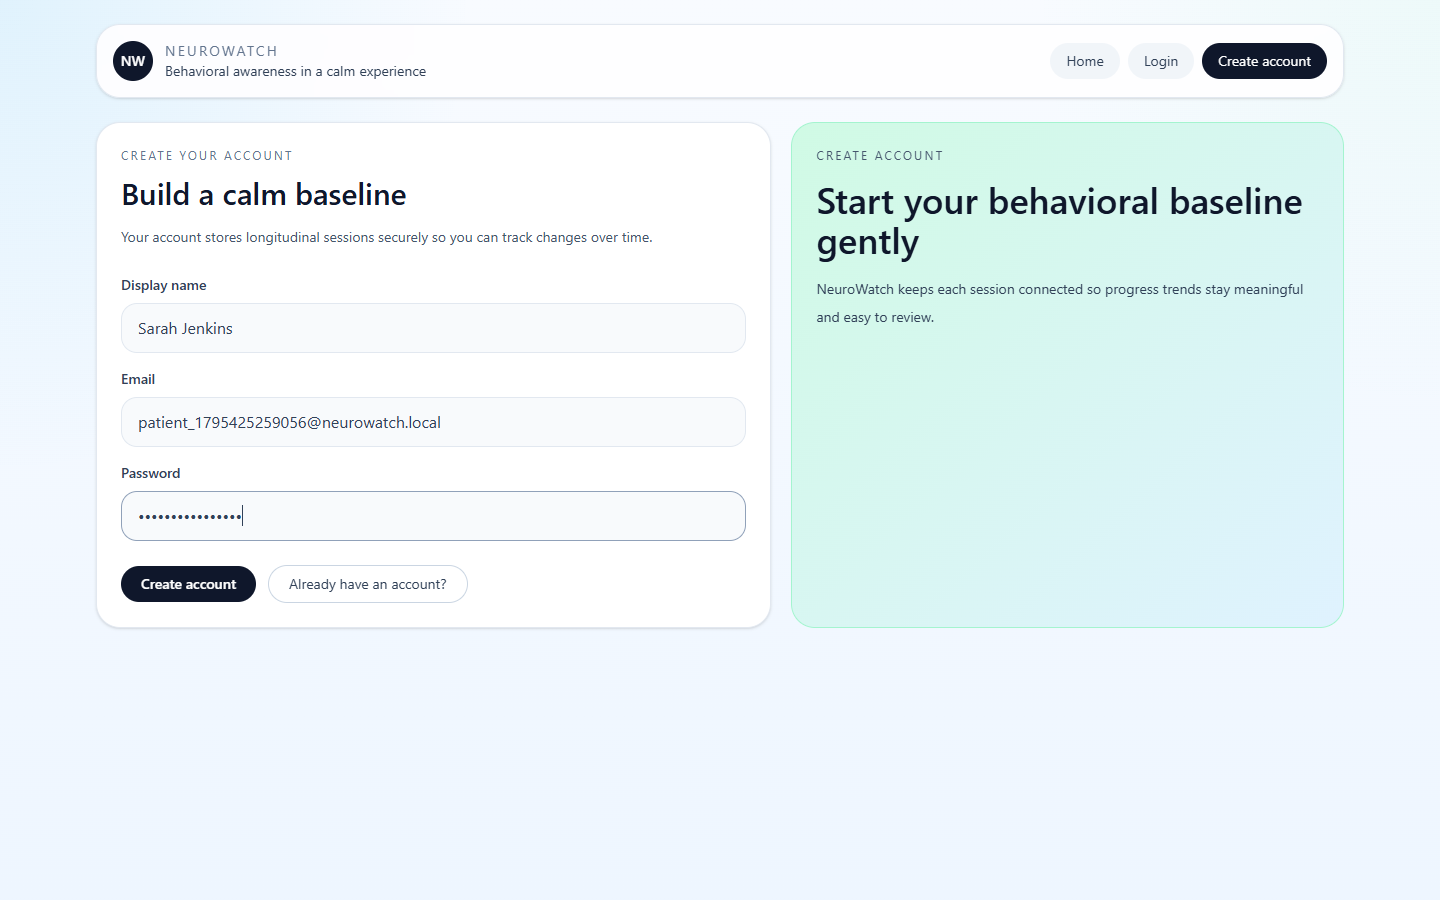 NW
NEUROWATCH
Behavioral awareness in a calm experience
Home
Login
Create account
CREATE YOUR ACCOUNT
Build a calm baseline
Your account stores longitudinal sessions securely so you can track changes over time.
Display name
Sarah Jenkins
Email
patient_1795425259056@neurowatch.local
Password
••••••••••••••••
Create account
Already have an account?
CREATE ACCOUNT
Start your behavioral baseline
gently
NeuroWatch keeps each session connected so progress trends stay meaningful
and easy to review.